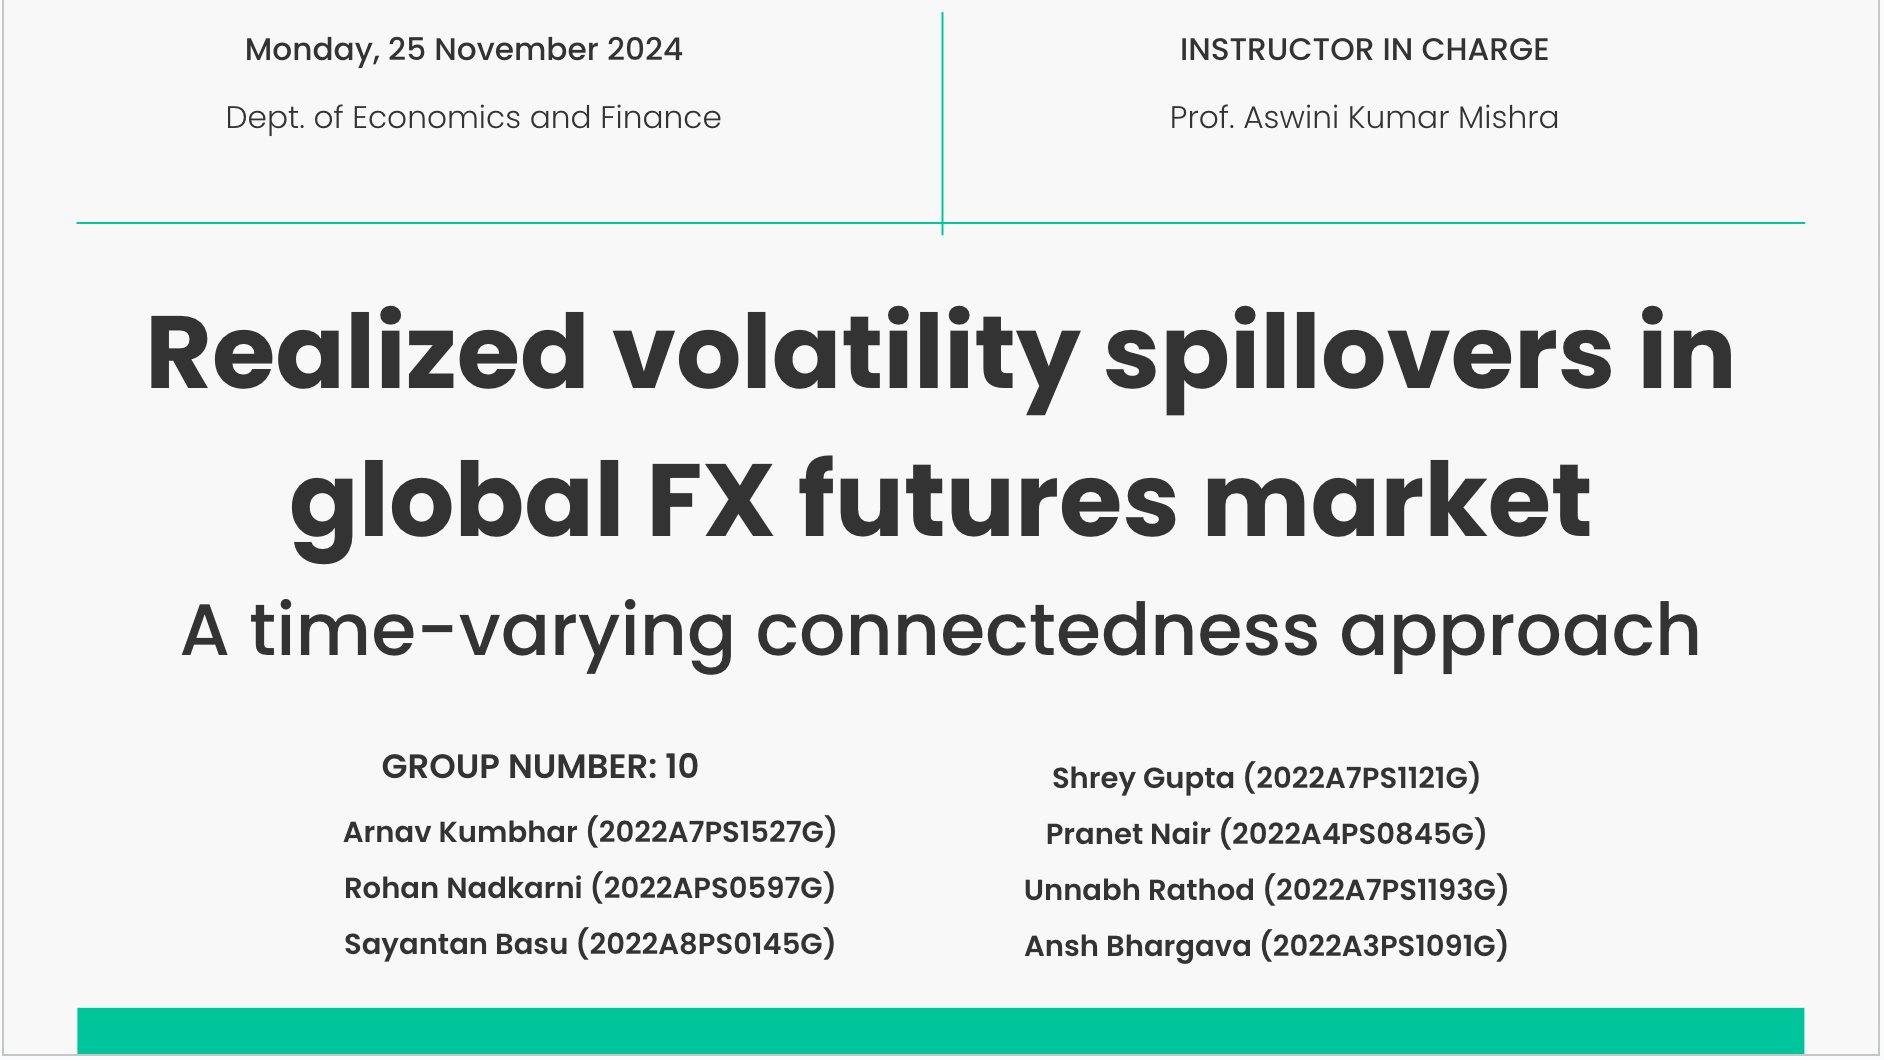 Monday, 25 November 2024
Dept. of Economics and Finance
INSTRUCTOR IN CHARGE
Prof. Aswini Kumar Mishra
Realized volatility spillovers in
global FX futures market
A time-varying connectedness approach
GROUP NUMBER: 10
Arnav Kumbhar (2022A7PS1527G)
Rohan Nadkarni (2022APS0597G)
Sayantan Basu (2022A8PS0145G)
Shrey Gupta (2022A7PS1121G)
Pranet Nair (2022A4PS0845G)
Unnabh Rathod (2022A7PS1193G)
Ansh Bhargava (2022A3PS1091G)